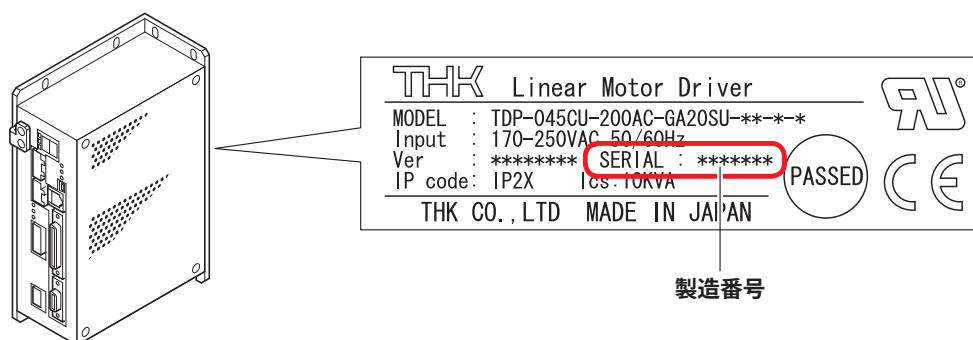 THK Linear Motor Driver
MODEL : TDP-045CU-200AC-GA20SU-**-*-*
Input : 170-250VAC 50/60Hz
Ver : ******** SERIAL : *******
IP code: IP2X Ics:10KVA
THK CO.,LTD MADE IN JAPAN
PASSED
CE
製造番号